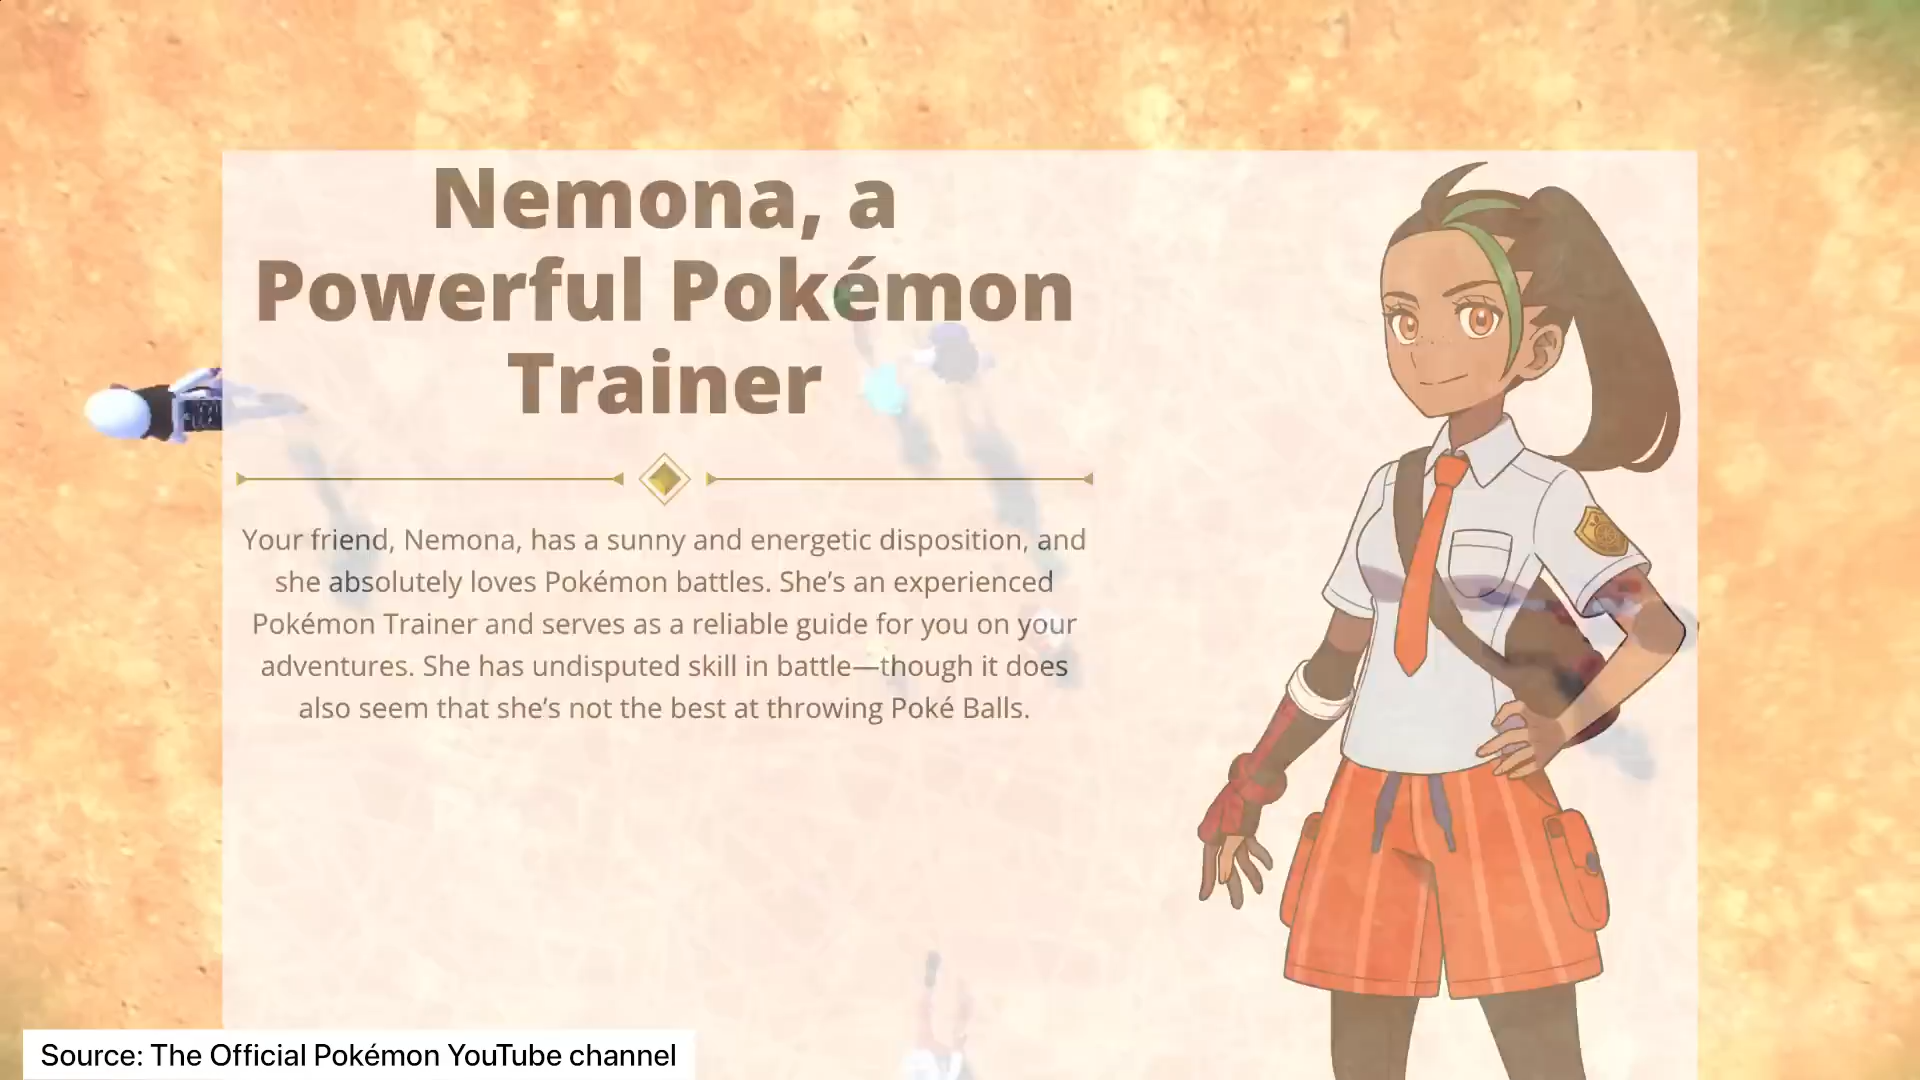 Nemona, a
Powerful Pokémon
Trainer
Your friend, Nemona, has a sunny and energetic disposition, and
she absolutely loves Pokémon battles. She’s an experienced
Pokémon Trainer and serves as a reliable guide for you on your
adventures. She has undisputed skill in battle—though it does
also seem that she’s not the best at throwing Poké Balls.
Source: The Official Pokémon YouTube channel